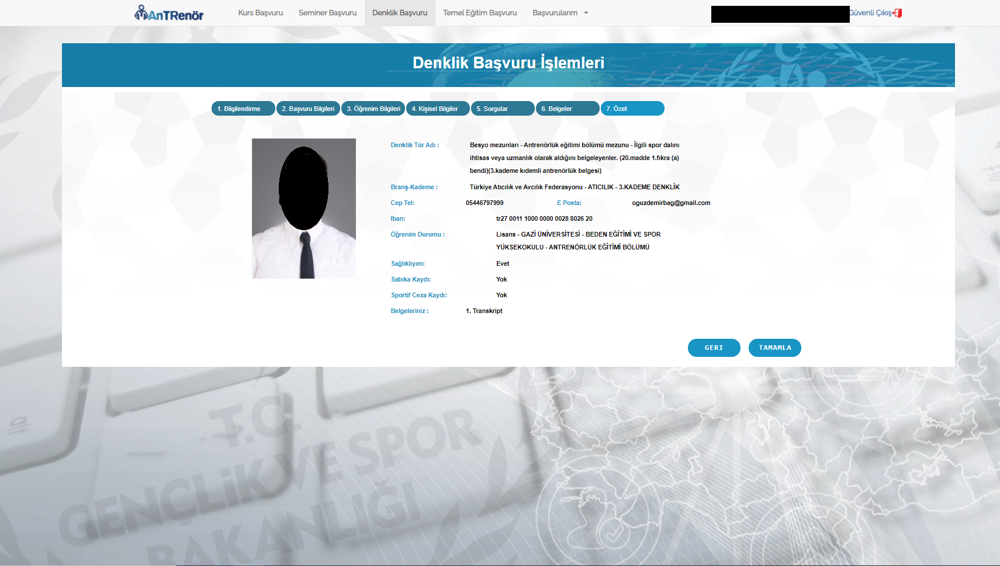 AnTRenör Kurs Başvuru Seminer Başvuru Denklik Başvuru Temel Eğitim Başvuru Başvurularım Güvenli Çıkış
Denklik Başvuru İşlemleri
1. Bilgilendirme 2. Başvuru Bilgileri 3. Öğrenim Bilgileri 4. Kişisel Bilgiler 5. Sorgular 6. Belgeler 7. Özet
Denklik Tür Adı : Besyo mezunları - Antrenörlük eğitimi bölümü mezunu - İlgili spor dalını
ihtisas veya uzmanlık olarak aldığını belgeleyenler. (20.madde 1.fıkra (a)
bendi)(3.kademe kıdemli antrenörlük belgesi)
Branş-Kademe : Türkiye Atıcılık ve Avcılık Federasyonu - ATICILIK - 3.KADEME DENKLİK
Cep Tel: 05446797999 E Posta: oguzdemirbag@gmail.com
Iban: tr27 0011 1000 0000 0028 8026 20
Öğrenim Durumu : Lisans - GAZİ ÜNİVERSİTESİ - BEDEN EĞİTİMİ VE SPOR
YÜKSEKOKULU - ANTRENÖRLÜK EĞİTİMİ BÖLÜMÜ
Sağlıklıyım: Evet
Sabıka Kaydı: Yok
Sportif Ceza Kaydı: Yok
Belgeleriniz : 1. Transkript
GERI TAMAMLA
T.C.
GENÇLİK VE SPOR
BAKANLIĞI